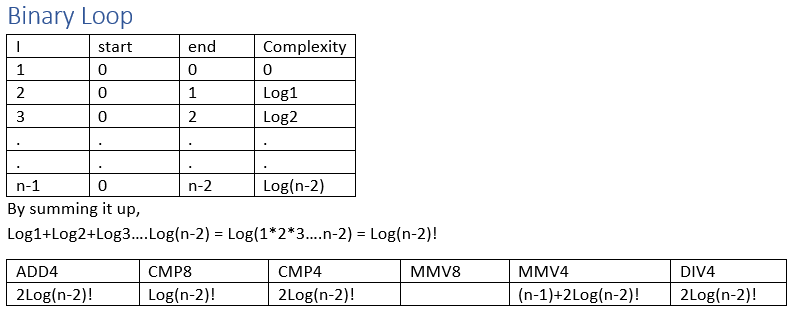 Binary Loop
I start end Complexity
1 0 0 0
2 0 1 Log1
3 0 2 Log2
. . . .
. . . .
n-1 0 n-2 Log(n-2)
By summing it up,
Log1+Log2+Log3….Log(n-2) = Log(1*2*3….n-2) = Log(n-2)!
ADD4 CMP8 CMP4 MMV8 MMV4 DIV4
2Log(n-2)! Log(n-2)! 2Log(n-2)! (n-1)+2Log(n-2)! 2Log(n-2)!